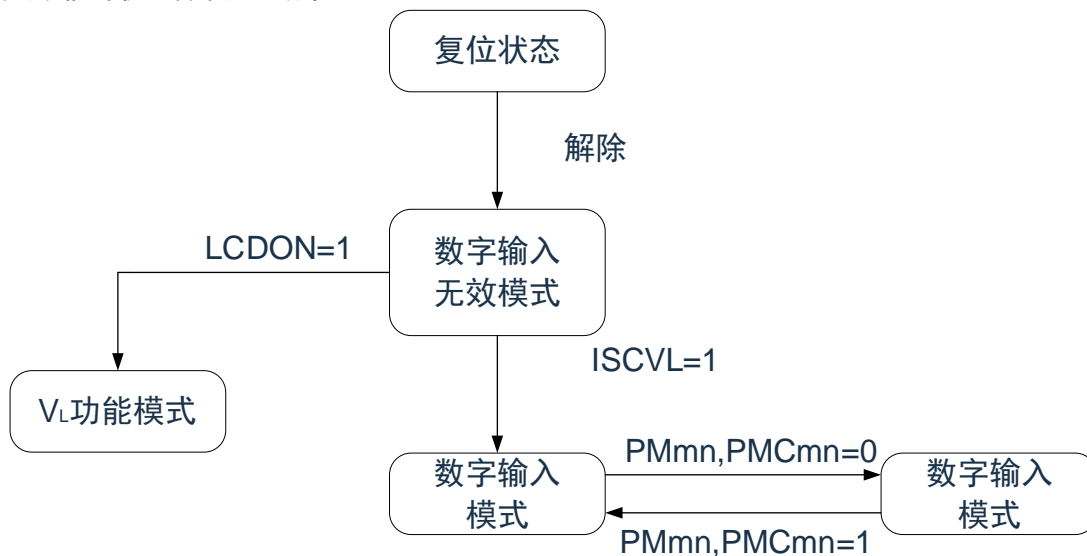 复位状态
解除
LCDON=1
数字输入
无效模式
ISCVL=1
VL功能模式
数字输入
模式
PMmn,PMCmn=0
数字输入
模式
PMmn,PMCmn=1